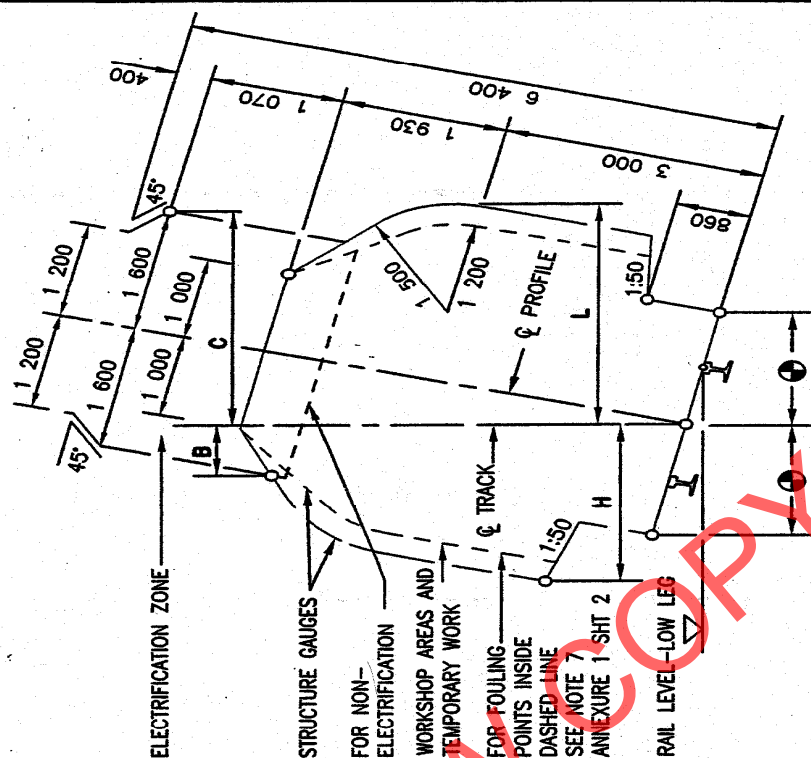 400
1 070
6 400
1 930
3 000
860
45°
1 200
1 600
1 000
1 200
1 600
1 000
45°
C
B
1 500
1 200
L
℄ PROFILE
1:50
℄ TRACK
H
1:50
ELECTRIFICATION ZONE
STRUCTURE GAUGES
FOR NON-
ELECTRIFICATION
WORKSHOP AREAS AND
TEMPORARY WORK
FOR FOULING
POINTS INSIDE
DASHED LINE
SEE NOTE 7
ANNEXURE 1 SHT 2
RAIL LEVEL-LOW LEG
COPY